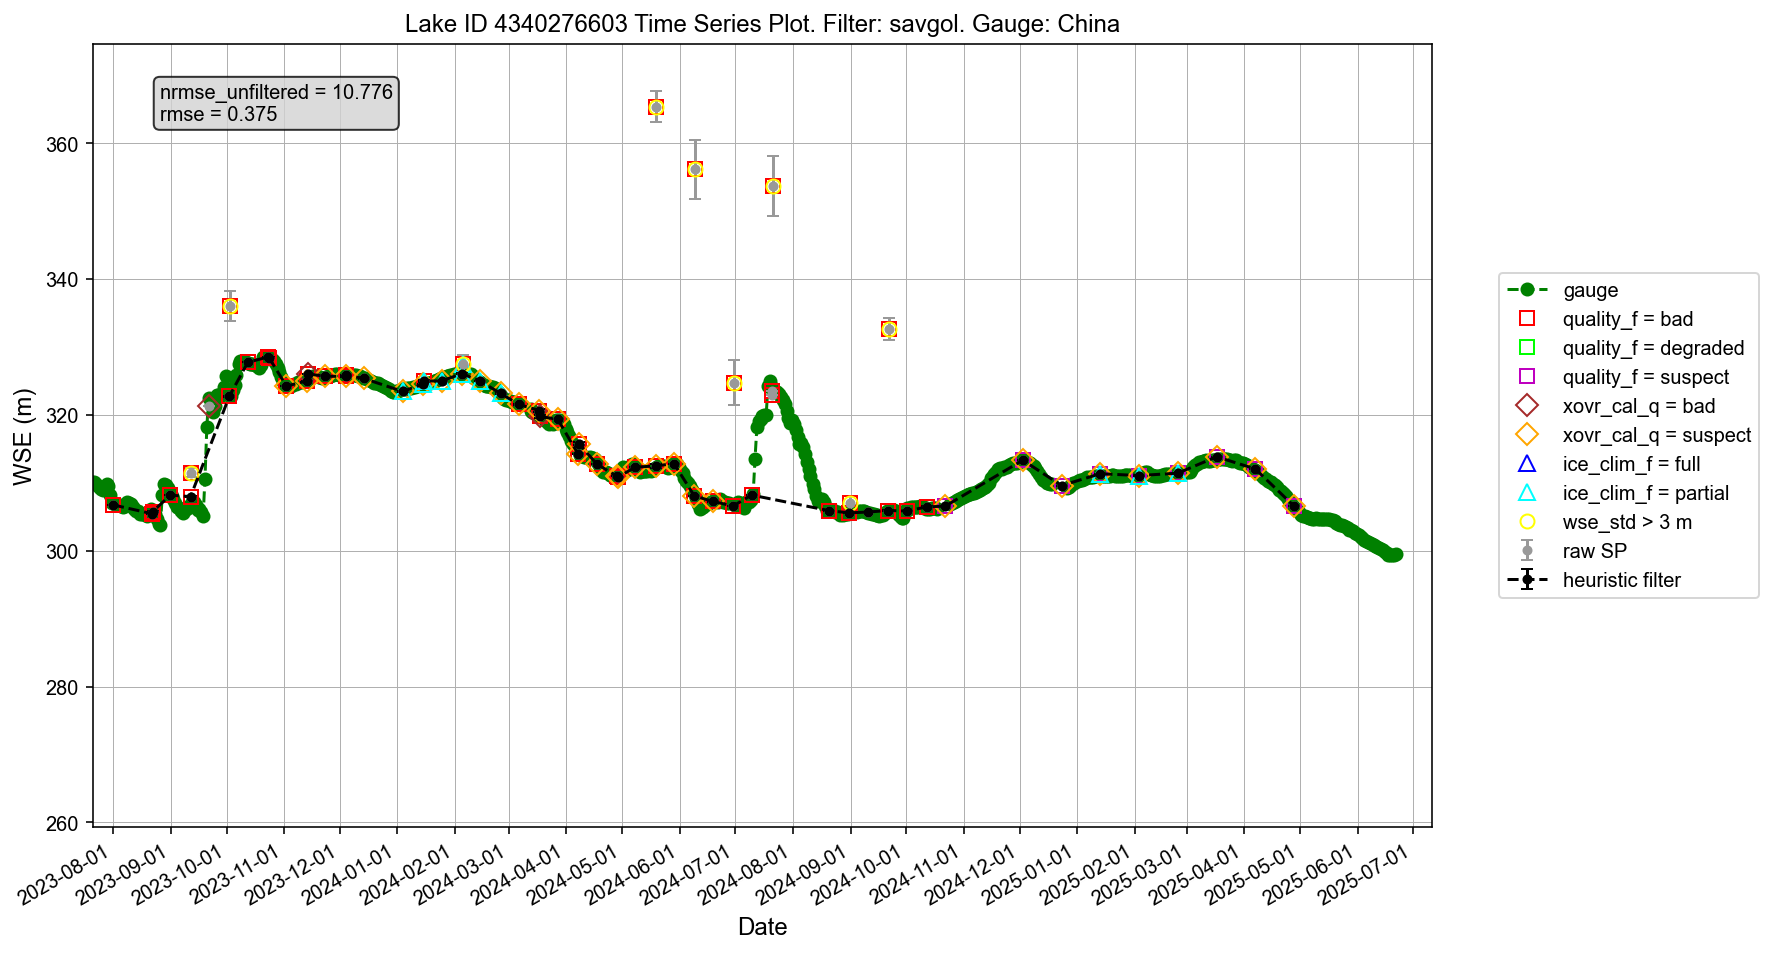 Lake ID 4340276603 Time Series Plot. Filter: savgol. Gauge: China
nrmse_unfiltered = 10.776
rmse = 0.375
WSE (m)
360
340
320
300
280
260
2023-08-01
2023-09-01
2023-10-01
2023-11-01
2023-12-01
2024-01-01
2024-02-01
2024-03-01
2024-04-01
2024-05-01
2024-06-01
2024-07-01
2024-08-01
2024-09-01
2024-10-01
2024-11-01
2024-12-01
2025-01-01
2025-02-01
2025-03-01
2025-04-01
2025-05-01
2025-06-01
2025-07-01
Date
gauge
quality_f = bad
quality_f = degraded
quality_f = suspect
xovr_cal_q = bad
xovr_cal_q = suspect
ice_clim_f = full
ice_clim_f = partial
wse_std > 3 m
raw SP
heuristic filter